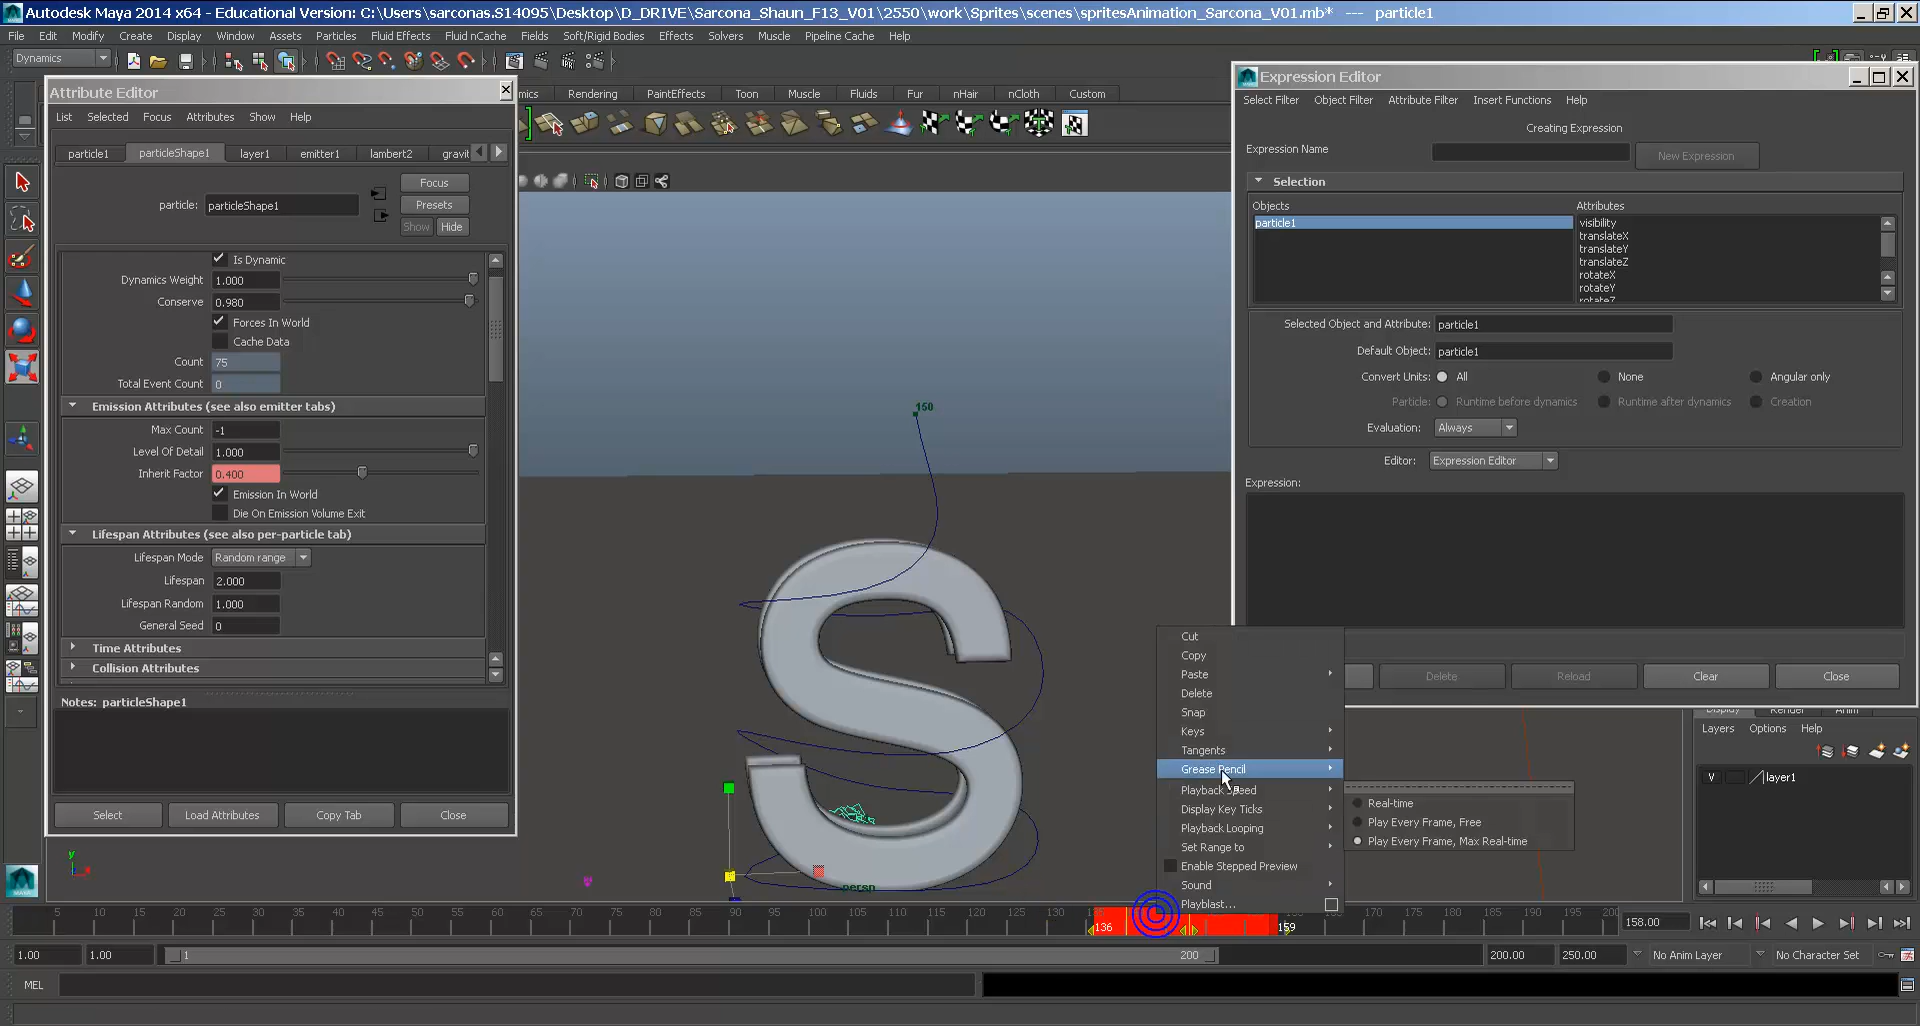 Autodesk Maya 2014 x64 - Educational Version: C:\Users\sarconas.S14095\Desktop\D_DRIVE\Sarcona_Shaun_F13_V01\2550\work\Sprites\scenes\spritesAnimation_Sarcona_V01.mb* --- particle1
File Edit Modify Create Display Window Assets Particles Fluid Effects Fluid nCache Fields Soft/Rigid Bodies Effects Solvers Muscle Pipeline Cache Help
Dynamics
Attribute Editor
List Selected Focus Attributes Show Help
particle1 particleShape1 layer1 emitter1 lambert2 gravit
Focus
particle: particleShape1
Presets
Show Hide
Is Dynamic
Dynamics Weight 1.000
Conserve 0.980
Forces In World
Cache Data
Count 75
Total Event Count 0
Emission Attributes (see also emitter tabs)
Max Count -1
Level Of Detail 1.000
Inherit Factor 0.400
Emission In World
Die On Emission Volume Exit
Lifespan Attributes (see also per-particle tab)
Lifespan Mode Random range
Lifespan 2.000
Lifespan Random 1.000
General Seed 0
Time Attributes
Collision Attributes
Notes: particleShape1
Select Load Attributes Copy Tab Close
mics Rendering PaintEffects Toon Muscle Fluids Fur nHair nCloth Custom
150
S
persp
y
Expression Editor
Select Filter Object Filter Attribute Filter Insert Functions Help
Creating Expression
Expression Name New Expression
Selection
Objects Attributes
particle1 visibility
translateX
translateY
translateZ
rotateX
rotateY
rotateZ
Selected Object and Attribute: particle1
Default Object: particle1
Convert Units: All None Angular only
Particle: Runtime before dynamics Runtime after dynamics Creation
Evaluation: Always
Editor: Expression Editor
Expression:
Delete Reload Clear Close
Cut
Copy
Paste
Delete
Snap
Keys
Tangents
Grease Pencil
Playback Speed
Display Key Ticks
Playback Looping
Set Range to
Enable Stepped Preview
Sound
Playblast...
Real-time
Play Every Frame, Free
Play Every Frame, Max Real-time
Display Render Anim
Layers Options Help
V layer1
5 10 15 20 25 30 35 40 45 50 55 60 65 70 75 80 85 90 95 100 105 110 115 120 125 130 170 175 180 185 190 195 200
136 159
158.00
1.00 1.00 1 200 200.00 250.00 No Anim Layer No Character Set
MEL